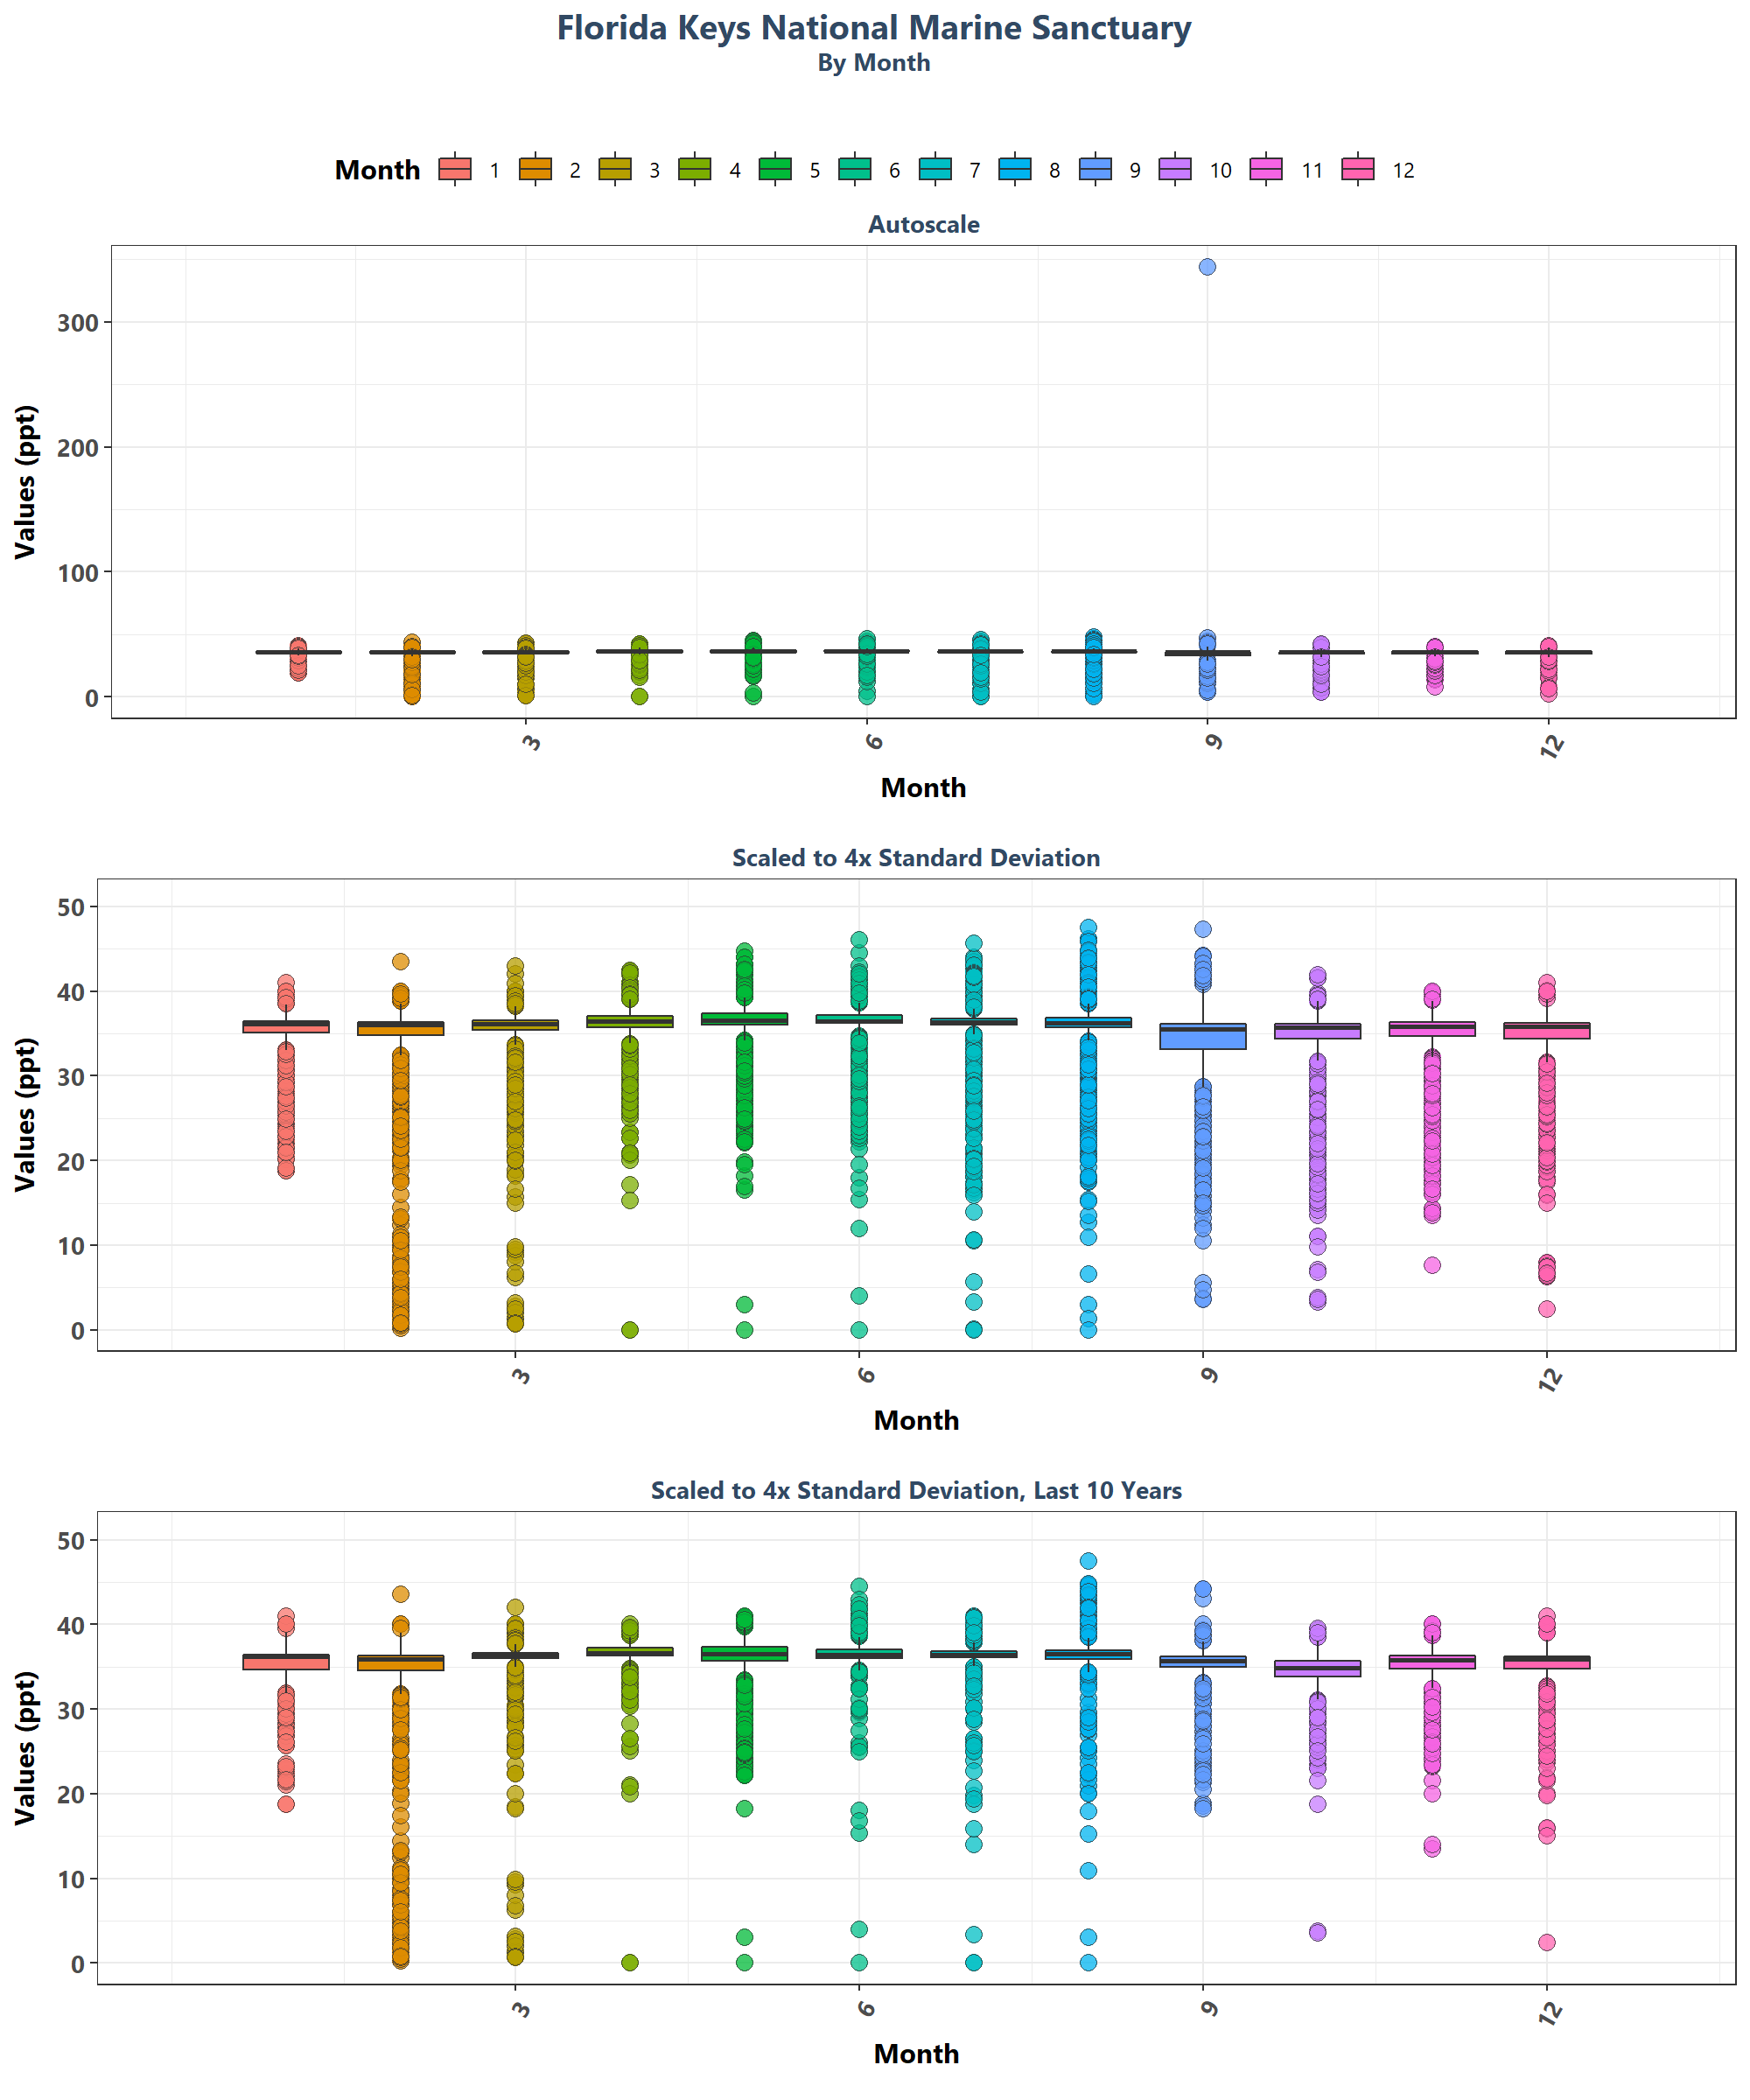 Florida Keys National Marine Sanctuary
By Month
Month 1 2 3 4 5 6 7 8 9 10 11 12
Autoscale
300
200
100
0
Values (ppt)
3 6 9 12
Month
Scaled to 4x Standard Deviation
50
40
30
20
10
0
Values (ppt)
3 6 9 12
Month
Scaled to 4x Standard Deviation, Last 10 Years
50
40
30
20
10
0
Values (ppt)
3 6 9 12
Month